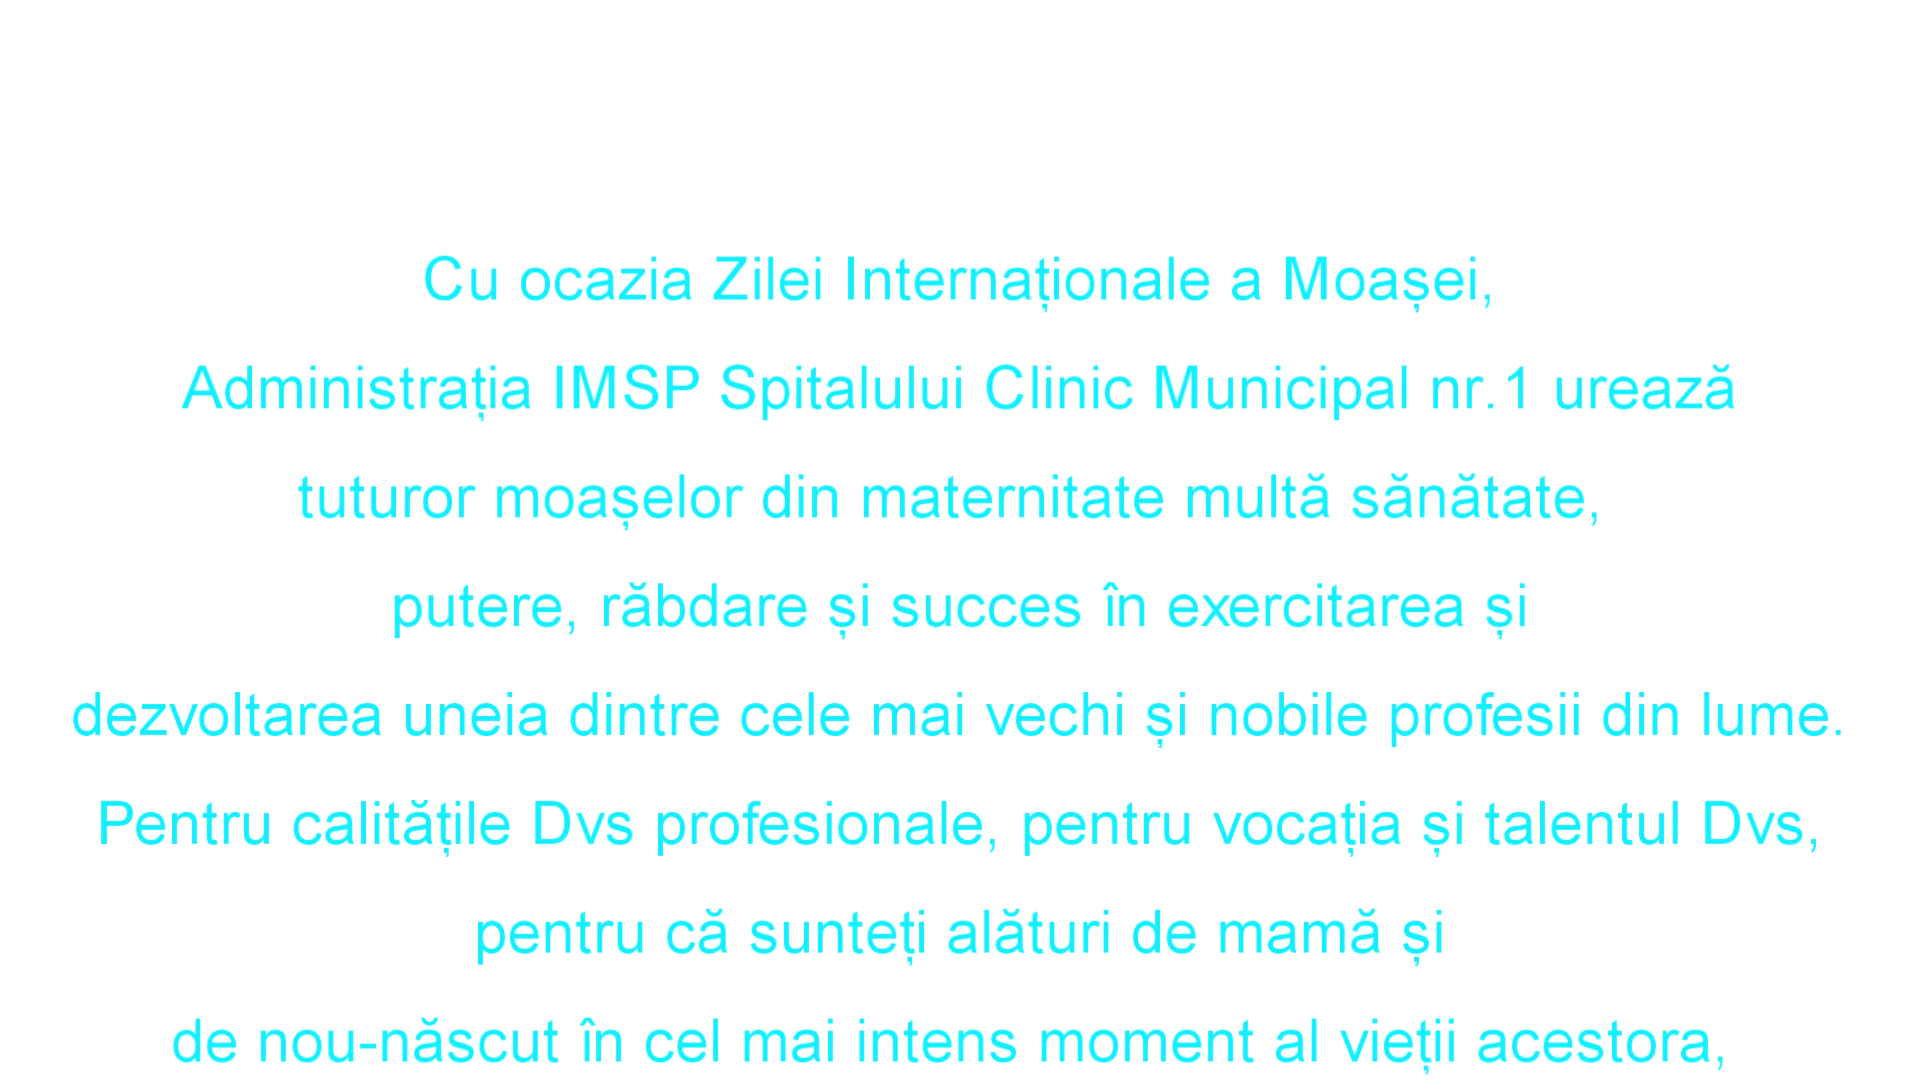 Cu ocazia Zilei Internaționale a Moașei,
Administrația IMSP Spitalului Clinic Municipal nr.1 urează
tuturor moașelor din maternitate multă sănătate,
putere, răbdare și succes în exercitarea și
dezvoltarea uneia dintre cele mai vechi și nobile profesii din lume.
Pentru calitățile Dvs profesionale, pentru vocația și talentul Dvs,
pentru că sunteți alături de mamă și
de nou-născut în cel mai intens moment al vieții acestora,